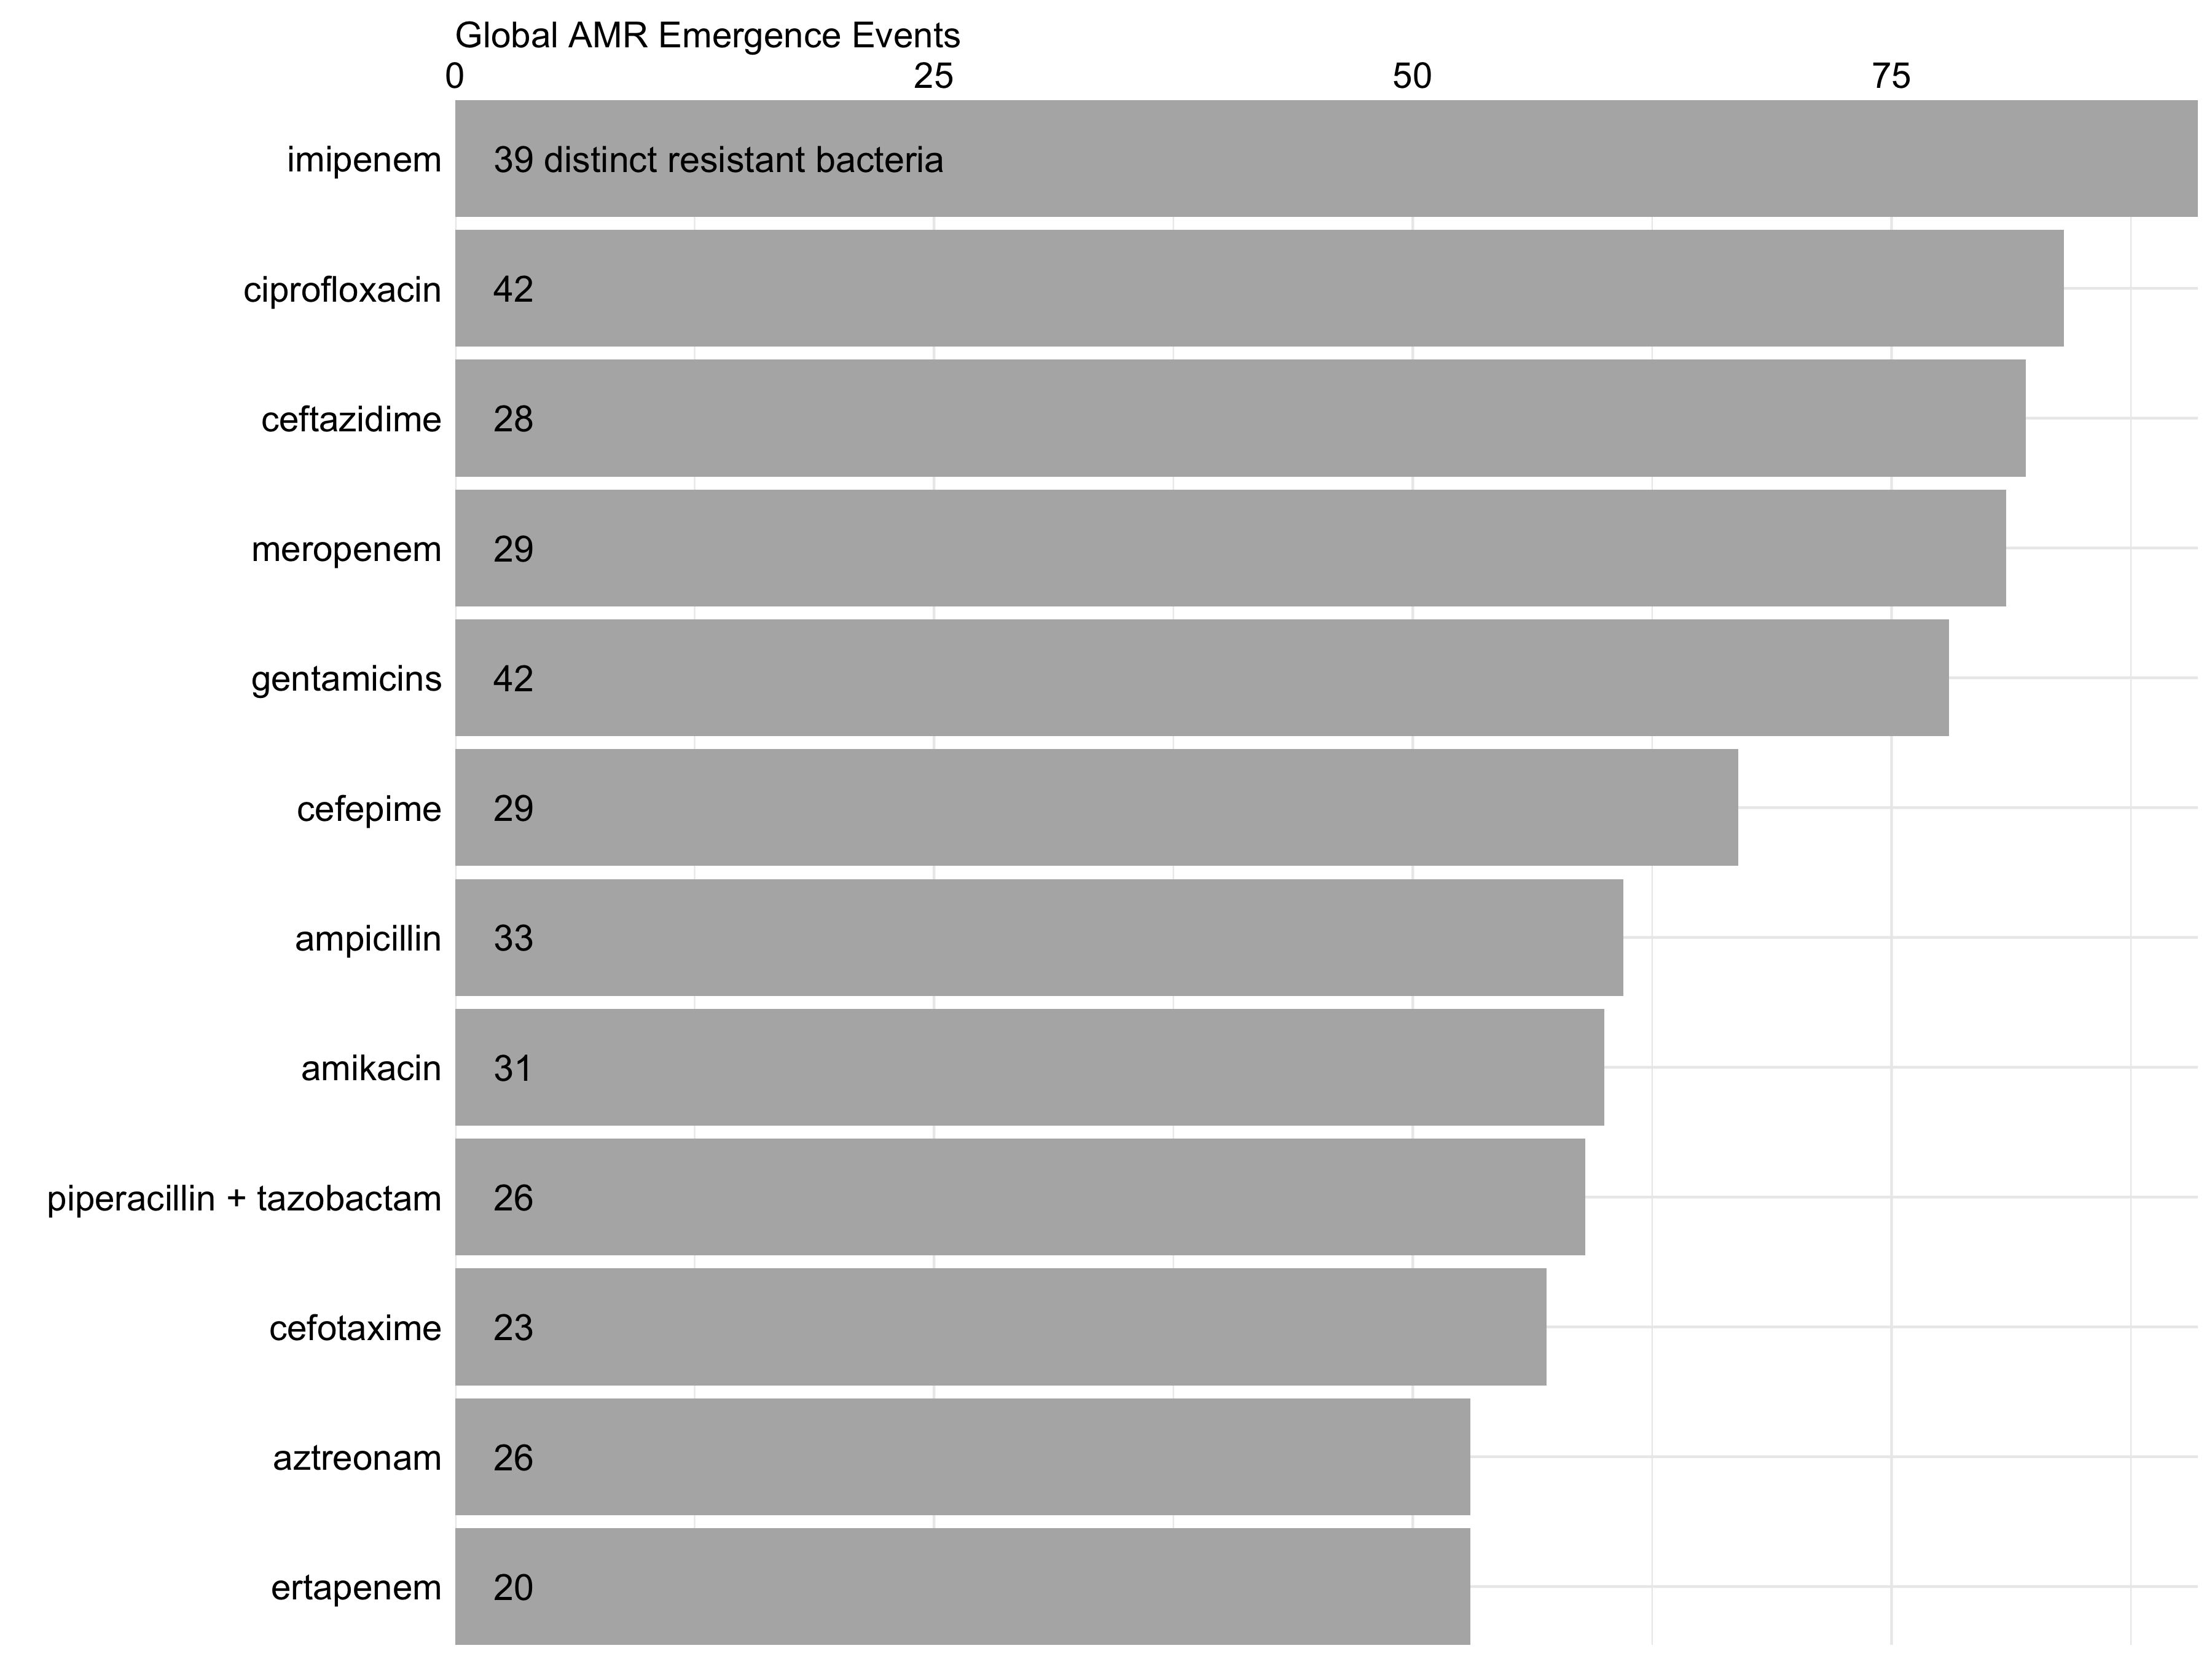 Global AMR Emergence Events
0 25 50 75
imipenem 39 distinct resistant bacteria
ciprofloxacin 42
ceftazidime 28
meropenem 29
gentamicins 42
cefepime 29
ampicillin 33
amikacin 31
piperacillin + tazobactam 26
cefotaxime 23
aztreonam 26
ertapenem 20